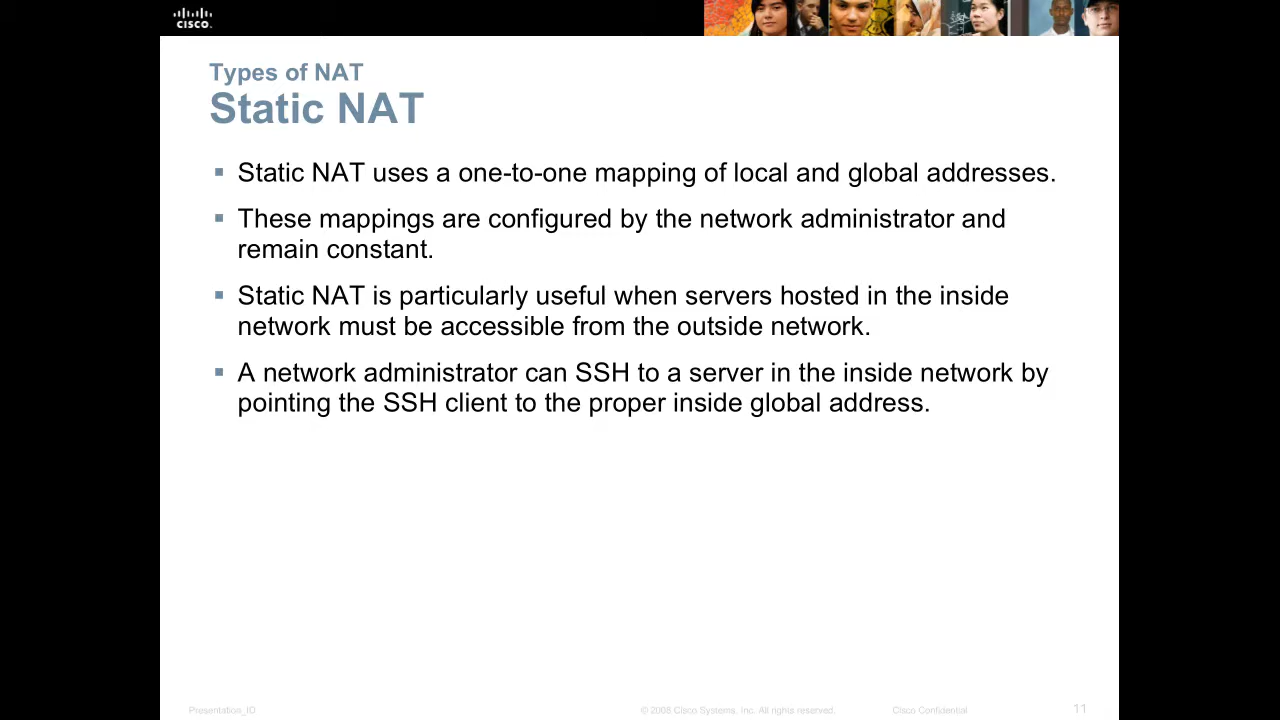 CISCO.
Types of NAT
Static NAT
Static NAT uses a one-to-one mapping of local and global addresses.
These mappings are configured by the network administrator and
remain constant.
Static NAT is particularly useful when servers hosted in the inside
network must be accessible from the outside network.
A network administrator can SSH to a server in the inside network by
pointing the SSH client to the proper inside global address.
Presentation_ID © 2008 Cisco Systems, Inc. All rights reserved. Cisco Confidential 11